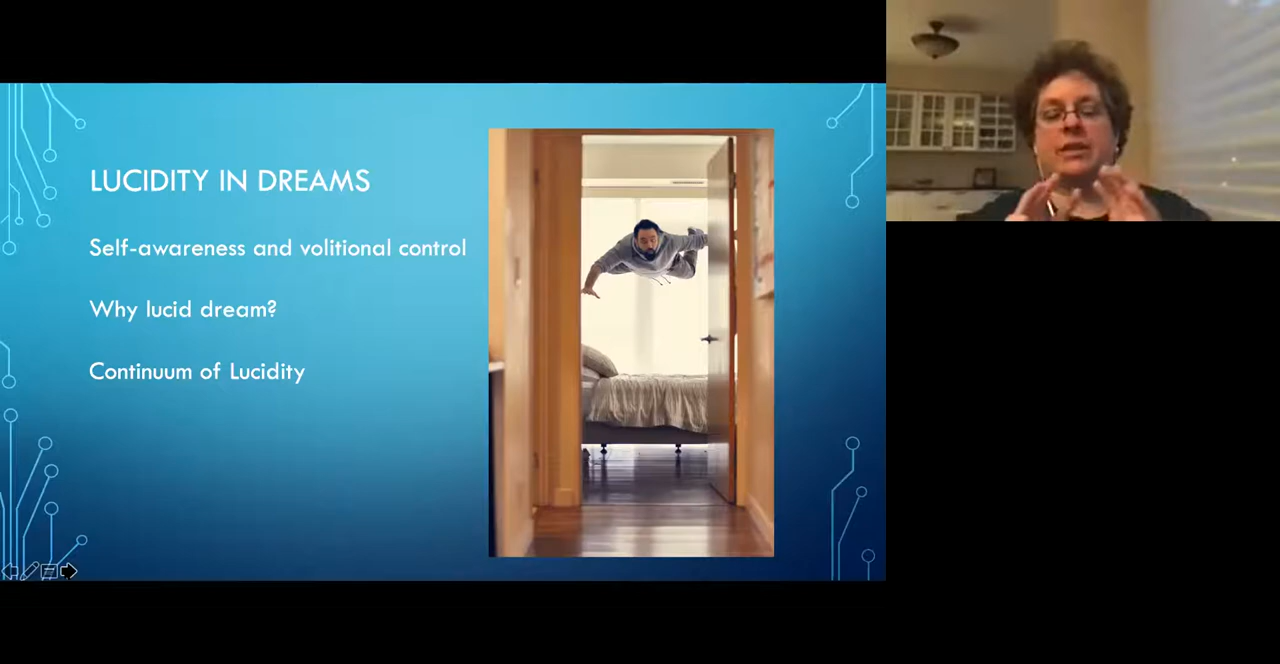 LUCIDITY IN DREAMS
Self-awareness and volitional control
Why lucid dream?
Continuum of Lucidity